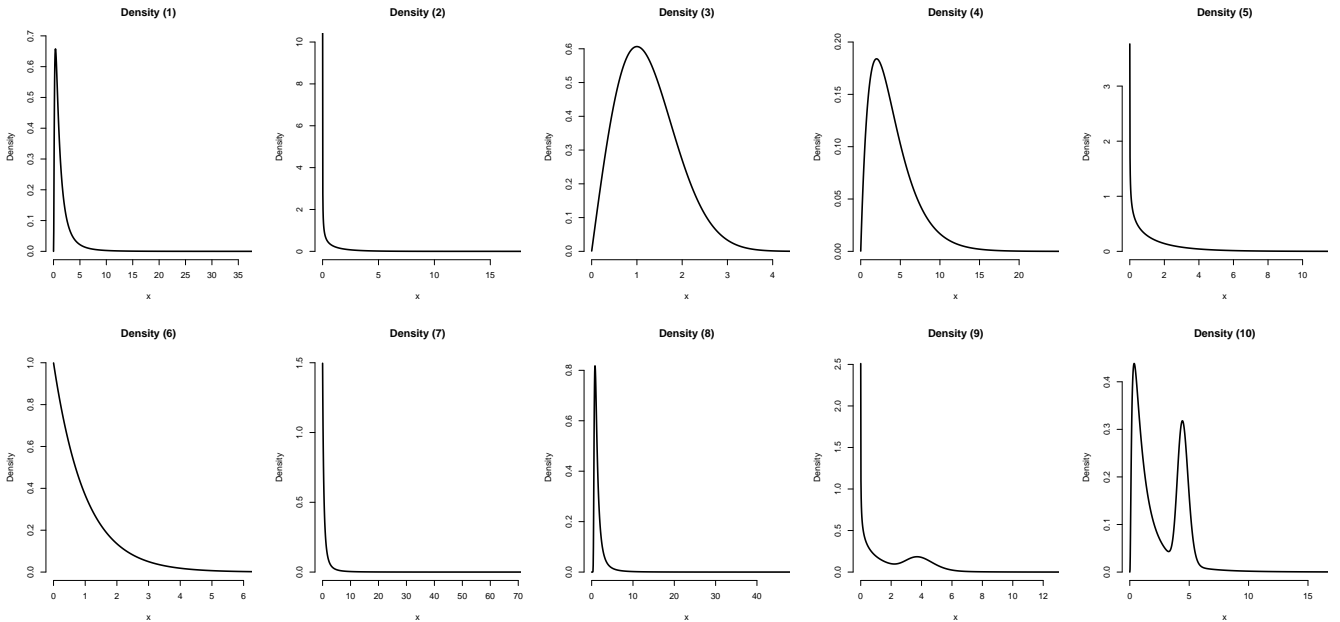 Density (1)
Density
0.0 0.1 0.2 0.3 0.4 0.5 0.6 0.7
0 5 10 15 20 25 30 35
x
Density (2)
Density
0 2 4 6 8 10
0 5 10 15
x
Density (3)
Density
0.0 0.1 0.2 0.3 0.4 0.5 0.6
0 1 2 3 4
x
Density (4)
Density
0.00 0.05 0.10 0.15 0.20
0 5 10 15 20
x
Density (5)
Density
0 1 2 3
0 2 4 6 8 10
x
Density (6)
Density
0.0 0.2 0.4 0.6 0.8 1.0
0 1 2 3 4 5 6
x
Density (7)
Density
0.0 0.5 1.0 1.5
0 10 20 30 40 50 60 70
x
Density (8)
Density
0.0 0.2 0.4 0.6 0.8
0 10 20 30 40
x
Density (9)
Density
0.0 0.5 1.0 1.5 2.0 2.5
0 2 4 6 8 10 12
x
Density (10)
Density
0.0 0.1 0.2 0.3 0.4
0 5 10 15
x